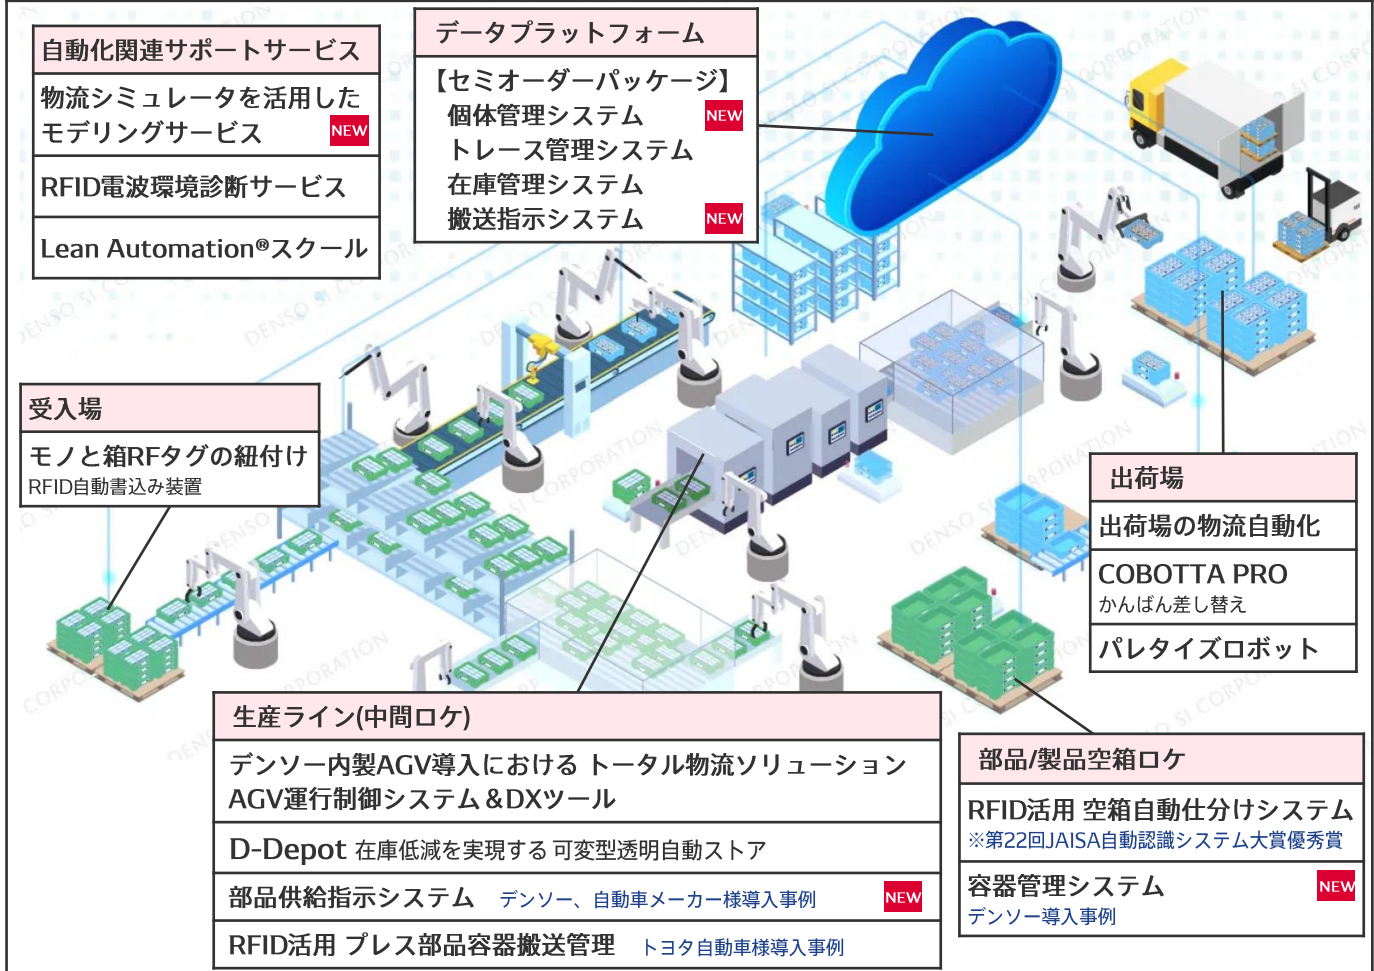 自動化関連サポートサービス
物流シミュレータを活用した
モデリングサービス NEW
RFID電波環境診断サービス
Lean Automation®スクール
データプラットフォーム
【セミオーダーパッケージ】
個体管理システム NEW
トレース管理システム
在庫管理システム
搬送指示システム NEW
受入場
モノと箱RFタグの紐付け
RFID自動書込み装置
出荷場
出荷場の物流自動化
COBOTTA PRO
かんばん差し替え
パレタイズロボット
生産ライン(中間ロケ)
デンソー内製AGV導入における トータル物流ソリューション
AGV運行制御システム＆DXツール
D-Depot 在庫低減を実現する 可変型透明自動ストア
部品供給指示システム デンソー、自動車メーカー様導入事例 NEW
RFID活用 プレス部品容器搬送管理 トヨタ自動車様導入事例
部品/製品空箱ロケ
RFID活用 空箱自動仕分けシステム
※第22回JAISA自動認識システム大賞優秀賞
容器管理システム NEW
デンソー導入事例
DENSO SI CORPORATION